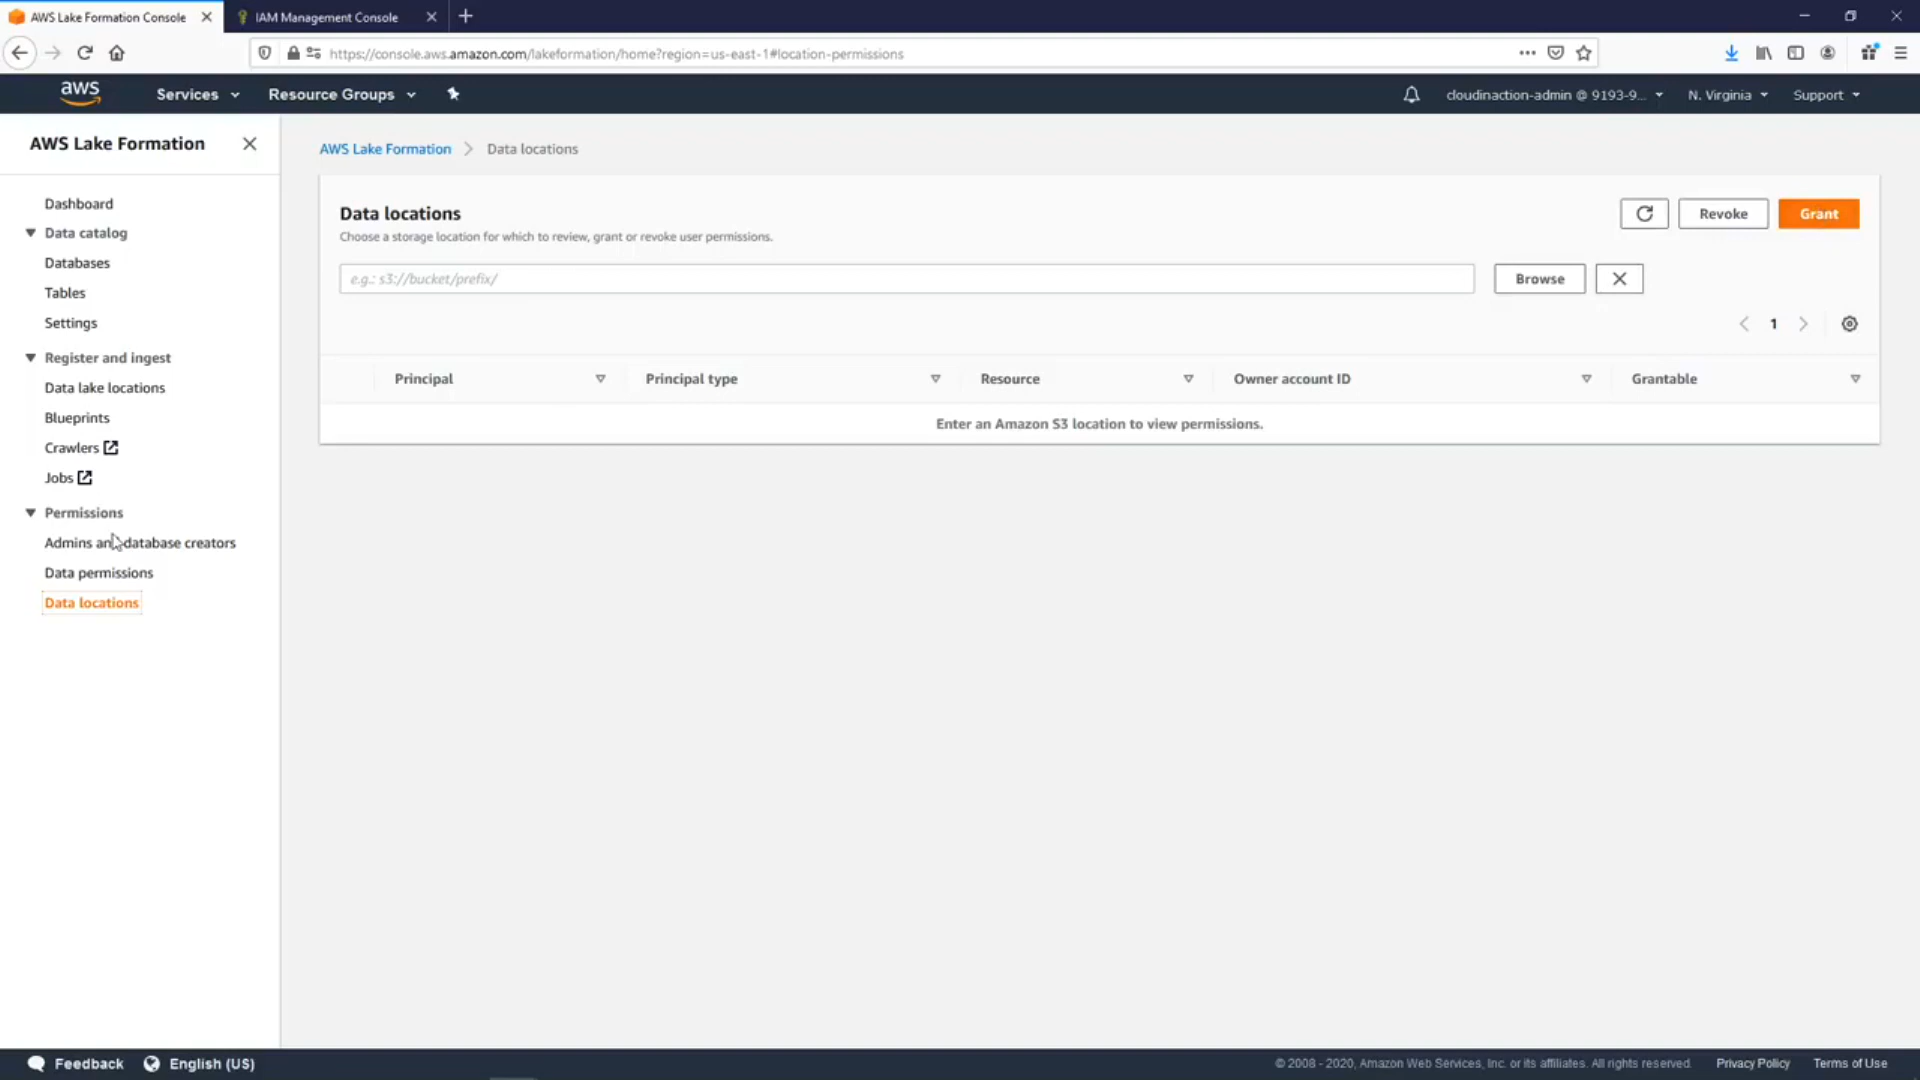 AWS Lake Formation Console
IAM Management Console
https://console.aws.amazon.com/lakeformation/home?region=us-east-1#location-permissions
aws
Services
Resource Groups
cloudinaction-admin @ 9193-9...
N. Virginia
Support
AWS Lake Formation
Dashboard
Data catalog
Databases
Tables
Settings
Register and ingest
Data lake locations
Blueprints
Crawlers
Jobs
Permissions
Admins and database creators
Data permissions
Data locations
AWS Lake Formation > Data locations
Data locations
Choose a storage location for which to review, grant or revoke user permissions.
Revoke
Grant
e.g.: s3://bucket/prefix/
Browse
1
Principal
Principal type
Resource
Owner account ID
Grantable
Enter an Amazon S3 location to view permissions.
Feedback
English (US)
© 2008 - 2020, Amazon Web Services, Inc. or its affiliates. All rights reserved.
Privacy Policy
Terms of Use